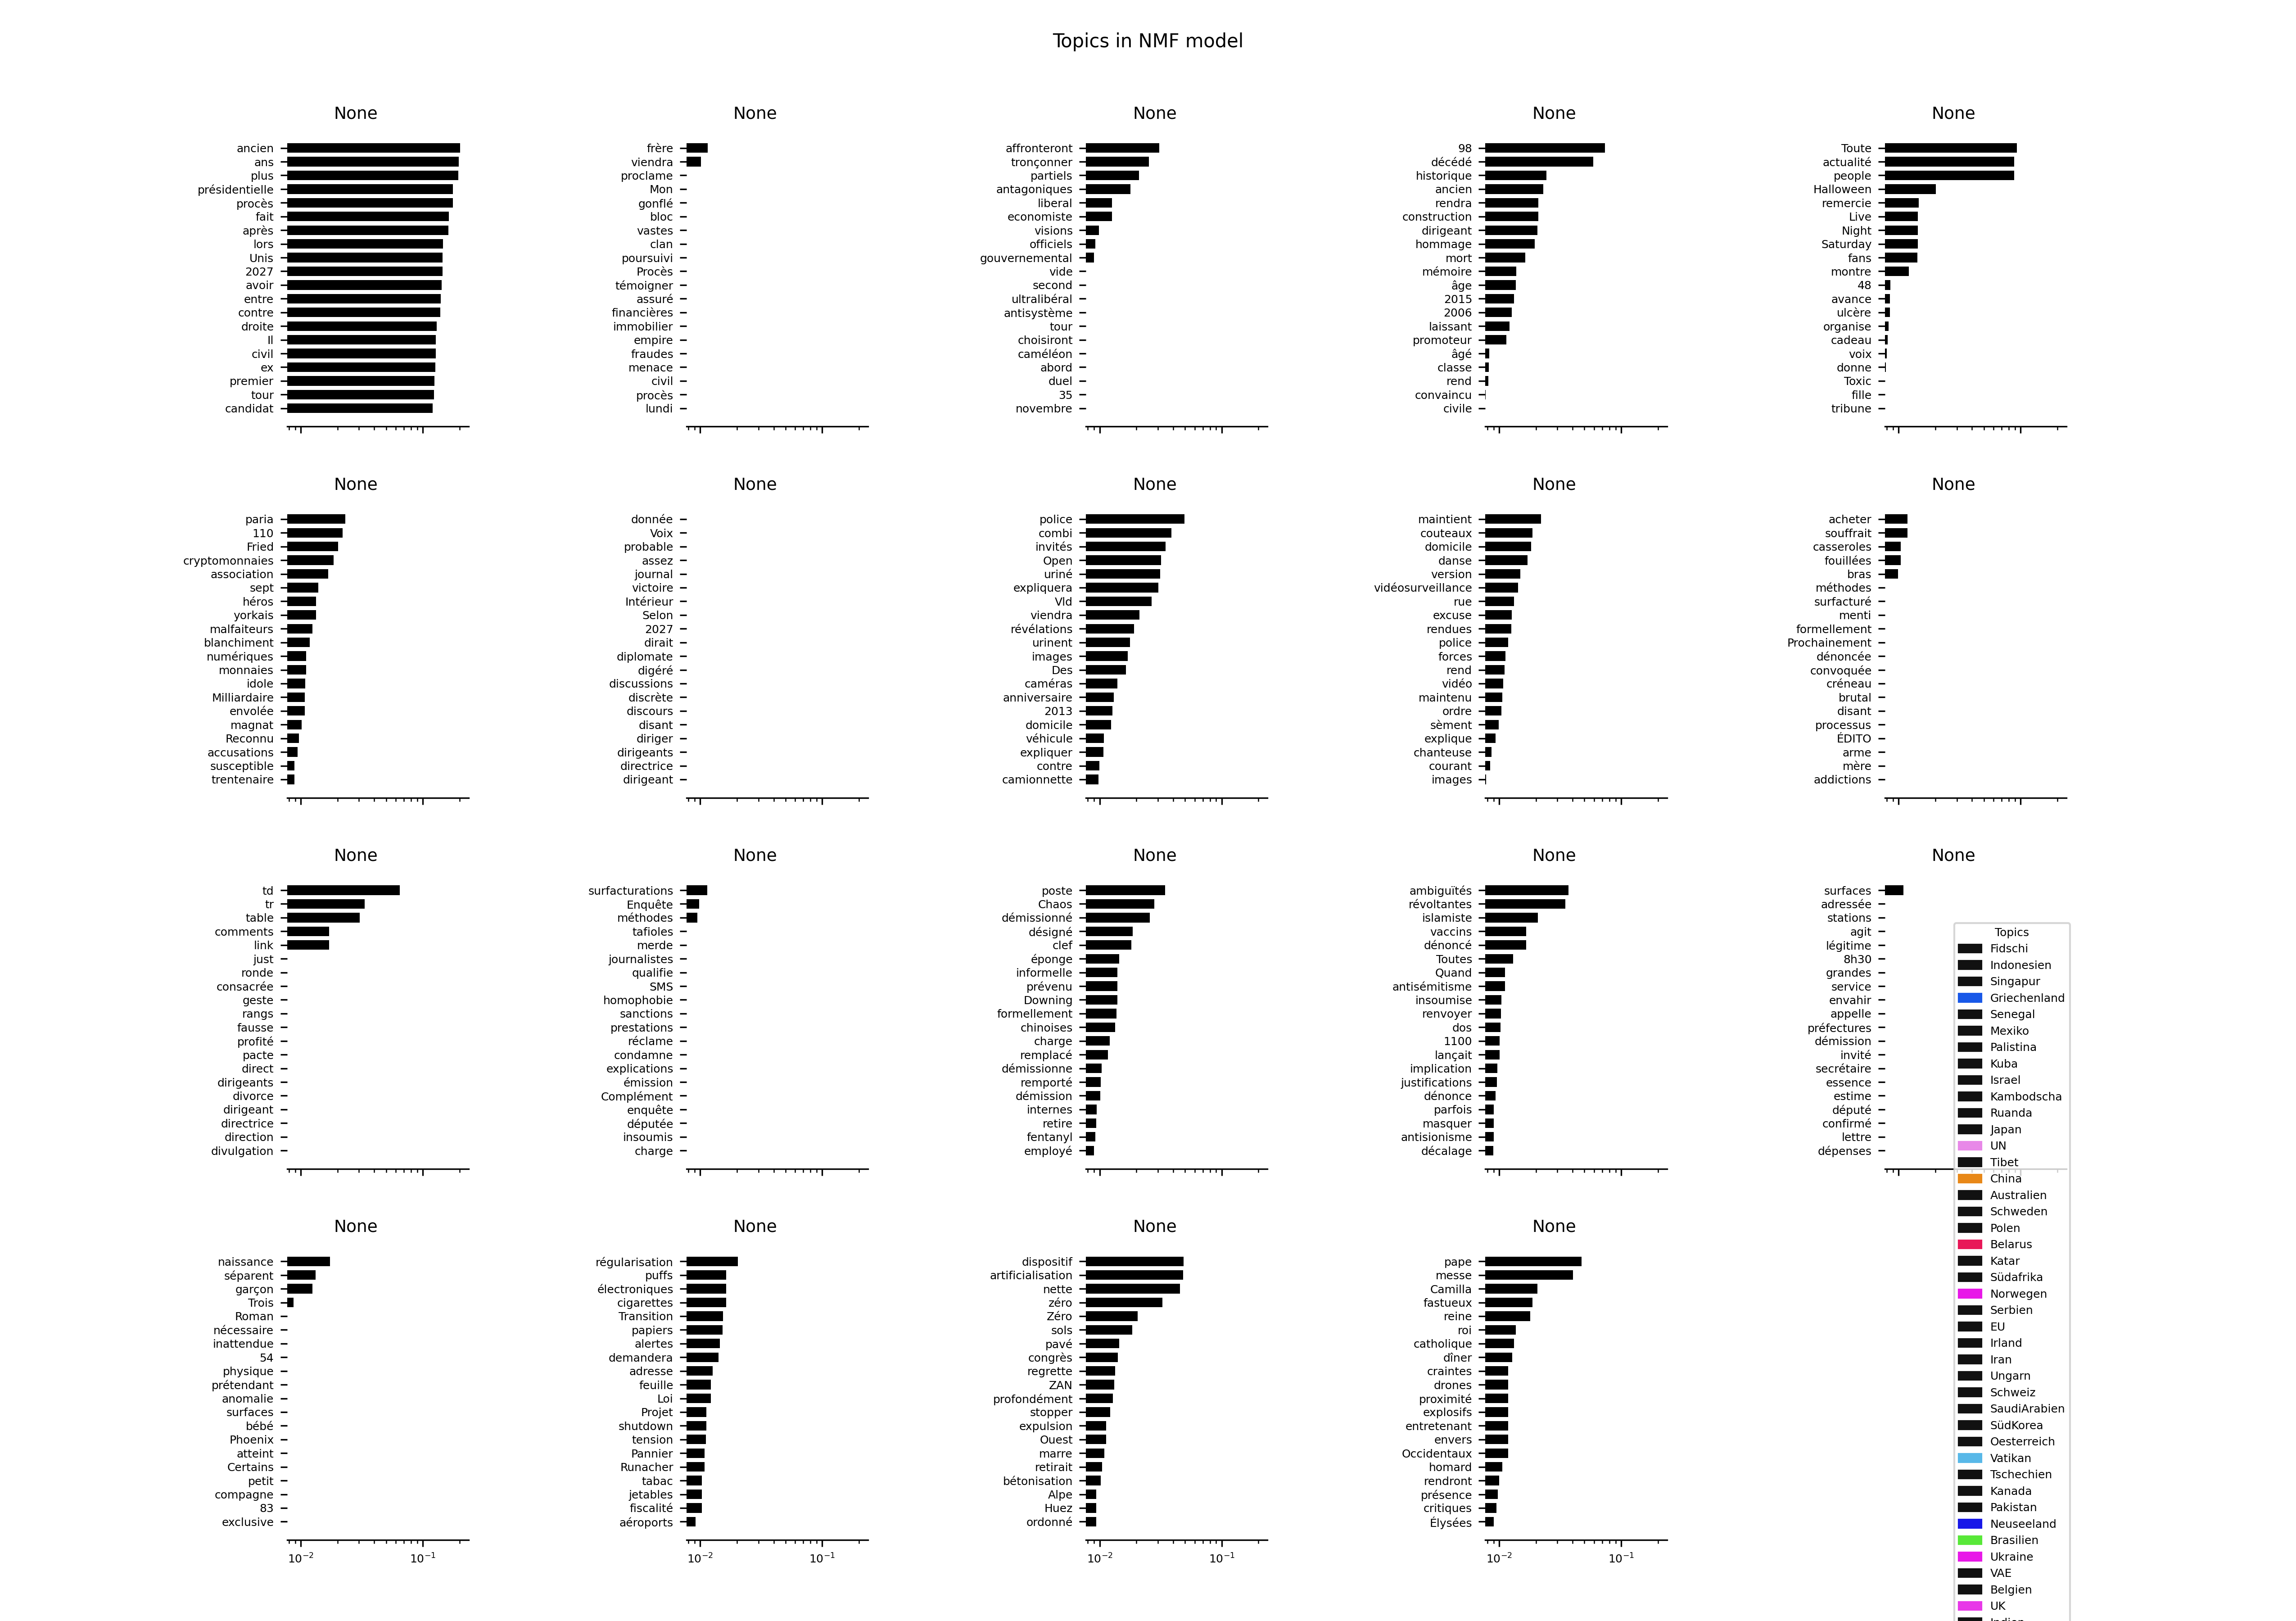 Topics in NMF model
None
ancien
ans
plus
présidentielle
procès
fait
après
lors
Unis
2027
avoir
entre
contre
droite
Il
civil
ex
premier
tour
candidat
None
frère
viendra
proclame
Mon
gonflé
bloc
vastes
clan
poursuivi
Procès
témoigner
assuré
financières
immobilier
empire
fraudes
menace
civil
procès
lundi
None
affronteront
tronçonner
partiels
antagoniques
liberal
economiste
visions
officiels
gouvernemental
vide
second
ultralibéral
antisystème
tour
choisiront
caméléon
abord
duel
35
novembre
None
98
décédé
historique
ancien
rendra
construction
dirigeant
hommage
mort
mémoire
âge
2015
2006
laissant
promoteur
âgé
classe
rend
convaincu
civile
None
Toute
actualité
people
Halloween
remercie
Live
Night
Saturday
fans
montre
48
avance
ulcère
organise
cadeau
voix
donne
Toxic
fille
tribune
None
paria
110
Fried
cryptomonnaies
association
sept
héros
yorkais
malfaiteurs
blanchiment
numériques
monnaies
idole
Milliardaire
envolée
magnat
Reconnu
accusations
susceptible
trentenaire
None
donnée
Voix
probable
assez
journal
victoire
Intérieur
Selon
2027
dirait
diplomate
digéré
discussions
discrète
discours
disant
diriger
dirigeants
directrice
dirigeant
None
police
combi
invités
Open
uriné
expliquera
Vld
viendra
révélations
urinent
images
Des
caméras
anniversaire
2013
domicile
véhicule
expliquer
contre
camionnette
None
maintient
couteaux
domicile
danse
version
vidéosurveillance
rue
excuse
rendues
police
forces
rend
vidéo
maintenu
ordre
sèment
explique
chanteuse
courant
images
None
acheter
souffrait
casseroles
fouillées
bras
méthodes
surfacturé
menti
formellement
Prochainement
dénoncée
convoquée
créneau
brutal
disant
processus
ÉDITO
arme
mère
addictions
None
td
tr
table
comments
link
just
ronde
consacrée
geste
rangs
fausse
profité
pacte
direct
dirigeants
divorce
dirigeant
directrice
direction
divulgation
None
surfacturations
Enquête
méthodes
tafioles
merde
journalistes
qualifie
SMS
homophobie
sanctions
prestations
réclame
condamne
explications
émission
Complément
enquête
députée
insoumis
charge
None
poste
Chaos
démissionné
désigné
clef
éponge
informelle
prévenu
Downing
formellement
chinoises
charge
remplacé
démissionne
remporté
démission
internes
retire
fentanyl
employé
None
ambiguïtés
révoltantes
islamiste
vaccins
dénoncé
Toutes
Quand
antisémitisme
insoumise
renvoyer
dos
1100
lançait
implication
justifications
dénonce
parfois
masquer
antisionisme
décalage
None
surfaces
adressée
stations
agit
légitime
8h30
grandes
service
envahir
appelle
préfectures
démission
invité
secrétaire
essence
estime
député
confirmé
lettre
dépenses
None
naissance
séparent
garçon
Trois
Roman
nécessaire
inattendue
54
physique
prétendant
anomalie
surfaces
bébé
Phoenix
atteint
Certains
petit
compagne
83
exclusive
10⁻² 10⁻¹
None
régularisation
puffs
électroniques
cigarettes
Transition
papiers
alertes
demandera
adresse
feuille
Loi
Projet
shutdown
tension
Pannier
Runacher
tabac
jetables
fiscalité
aéroports
10⁻² 10⁻¹
None
dispositif
artificialisation
nette
zéro
Zéro
sols
pavé
congrès
regrette
ZAN
profondément
stopper
expulsion
Ouest
marre
retirait
bétonisation
Alpe
Huez
ordonné
10⁻² 10⁻¹
None
pape
messe
Camilla
fastueux
reine
roi
catholique
dîner
craintes
drones
proximité
explosifs
entretenant
envers
Occidentaux
homard
rendront
présence
critiques
Élysées
10⁻² 10⁻¹
Topics
Fidschi
Indonesien
Singapur
Griechenland
Senegal
Mexiko
Palistina
Kuba
Israel
Kambodscha
Ruanda
Japan
UN
Tibet
China
Australien
Schweden
Polen
Belarus
Katar
Südafrika
Norwegen
Serbien
EU
Irland
Iran
Ungarn
Schweiz
SaudiArabien
SüdKorea
Oesterreich
Vatikan
Tschechien
Kanada
Pakistan
Neuseeland
Brasilien
Ukraine
VAE
Belgien
UK